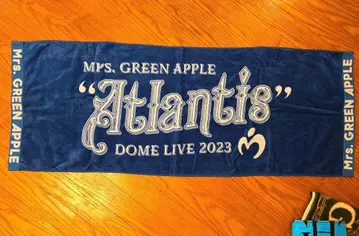 Mrs. GREEN APPLE
Mrs. GREEN APPLE
"Atlantis"
DOME LIVE 2023
Mrs. GREEN APPLE